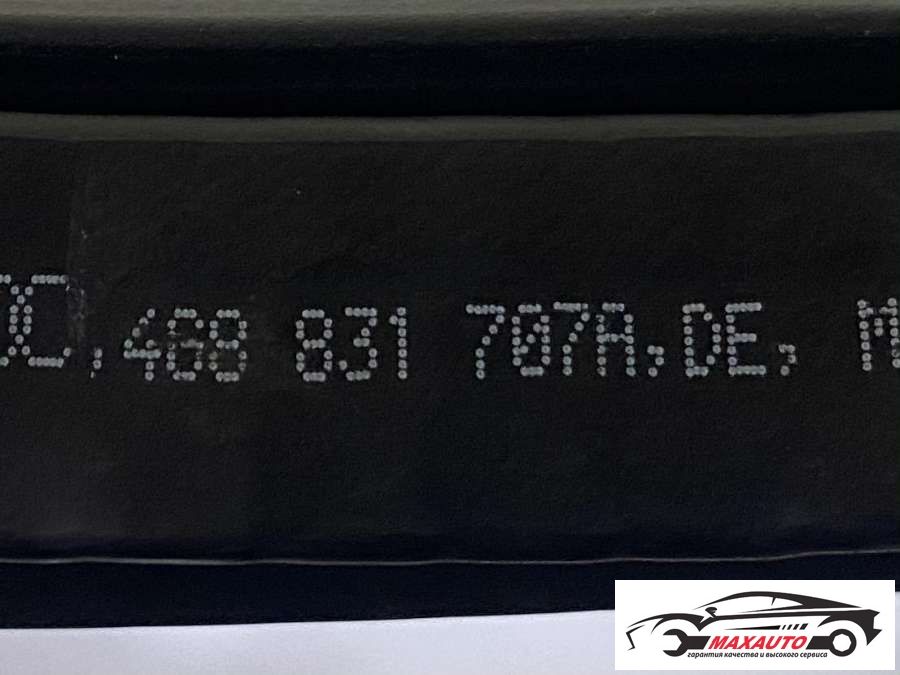 ,4G8 831 707A,DE, M
MAXAUTO
гарантия качества и высокого сервиса